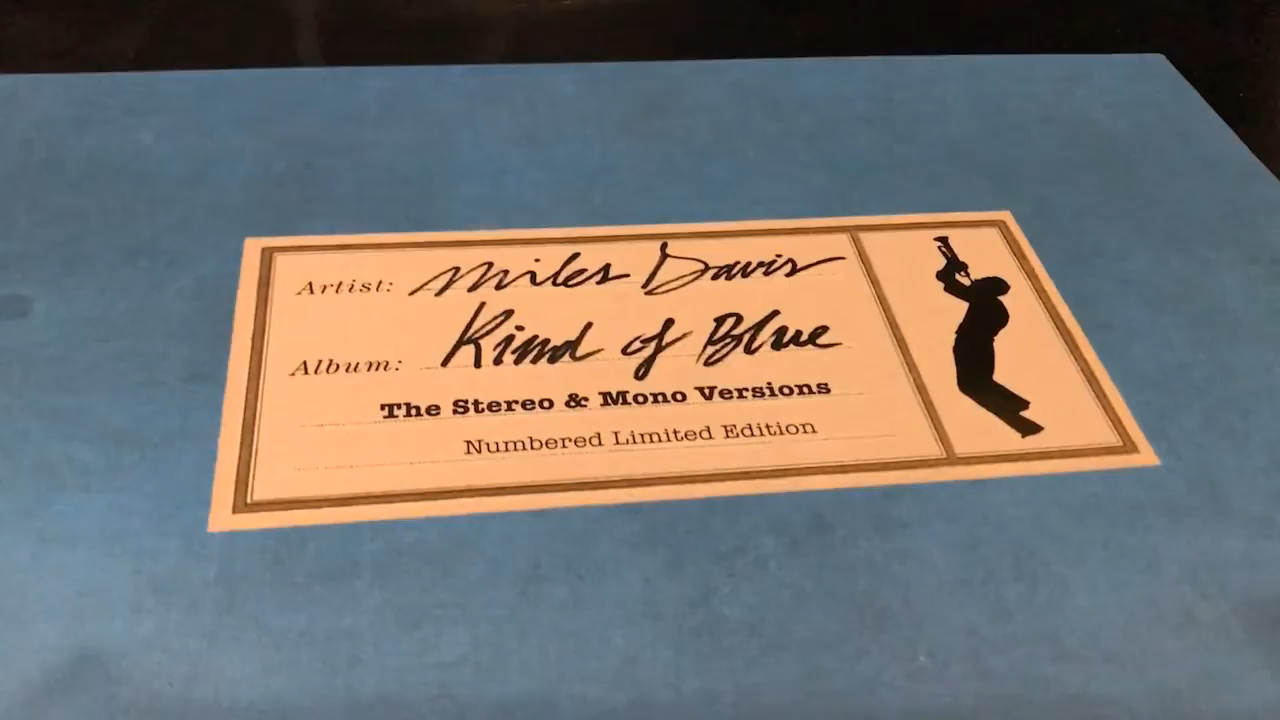 Artist: Miles Davis
Album: Kind of Blue
The Stereo & Mono Versions
Numbered Limited Edition